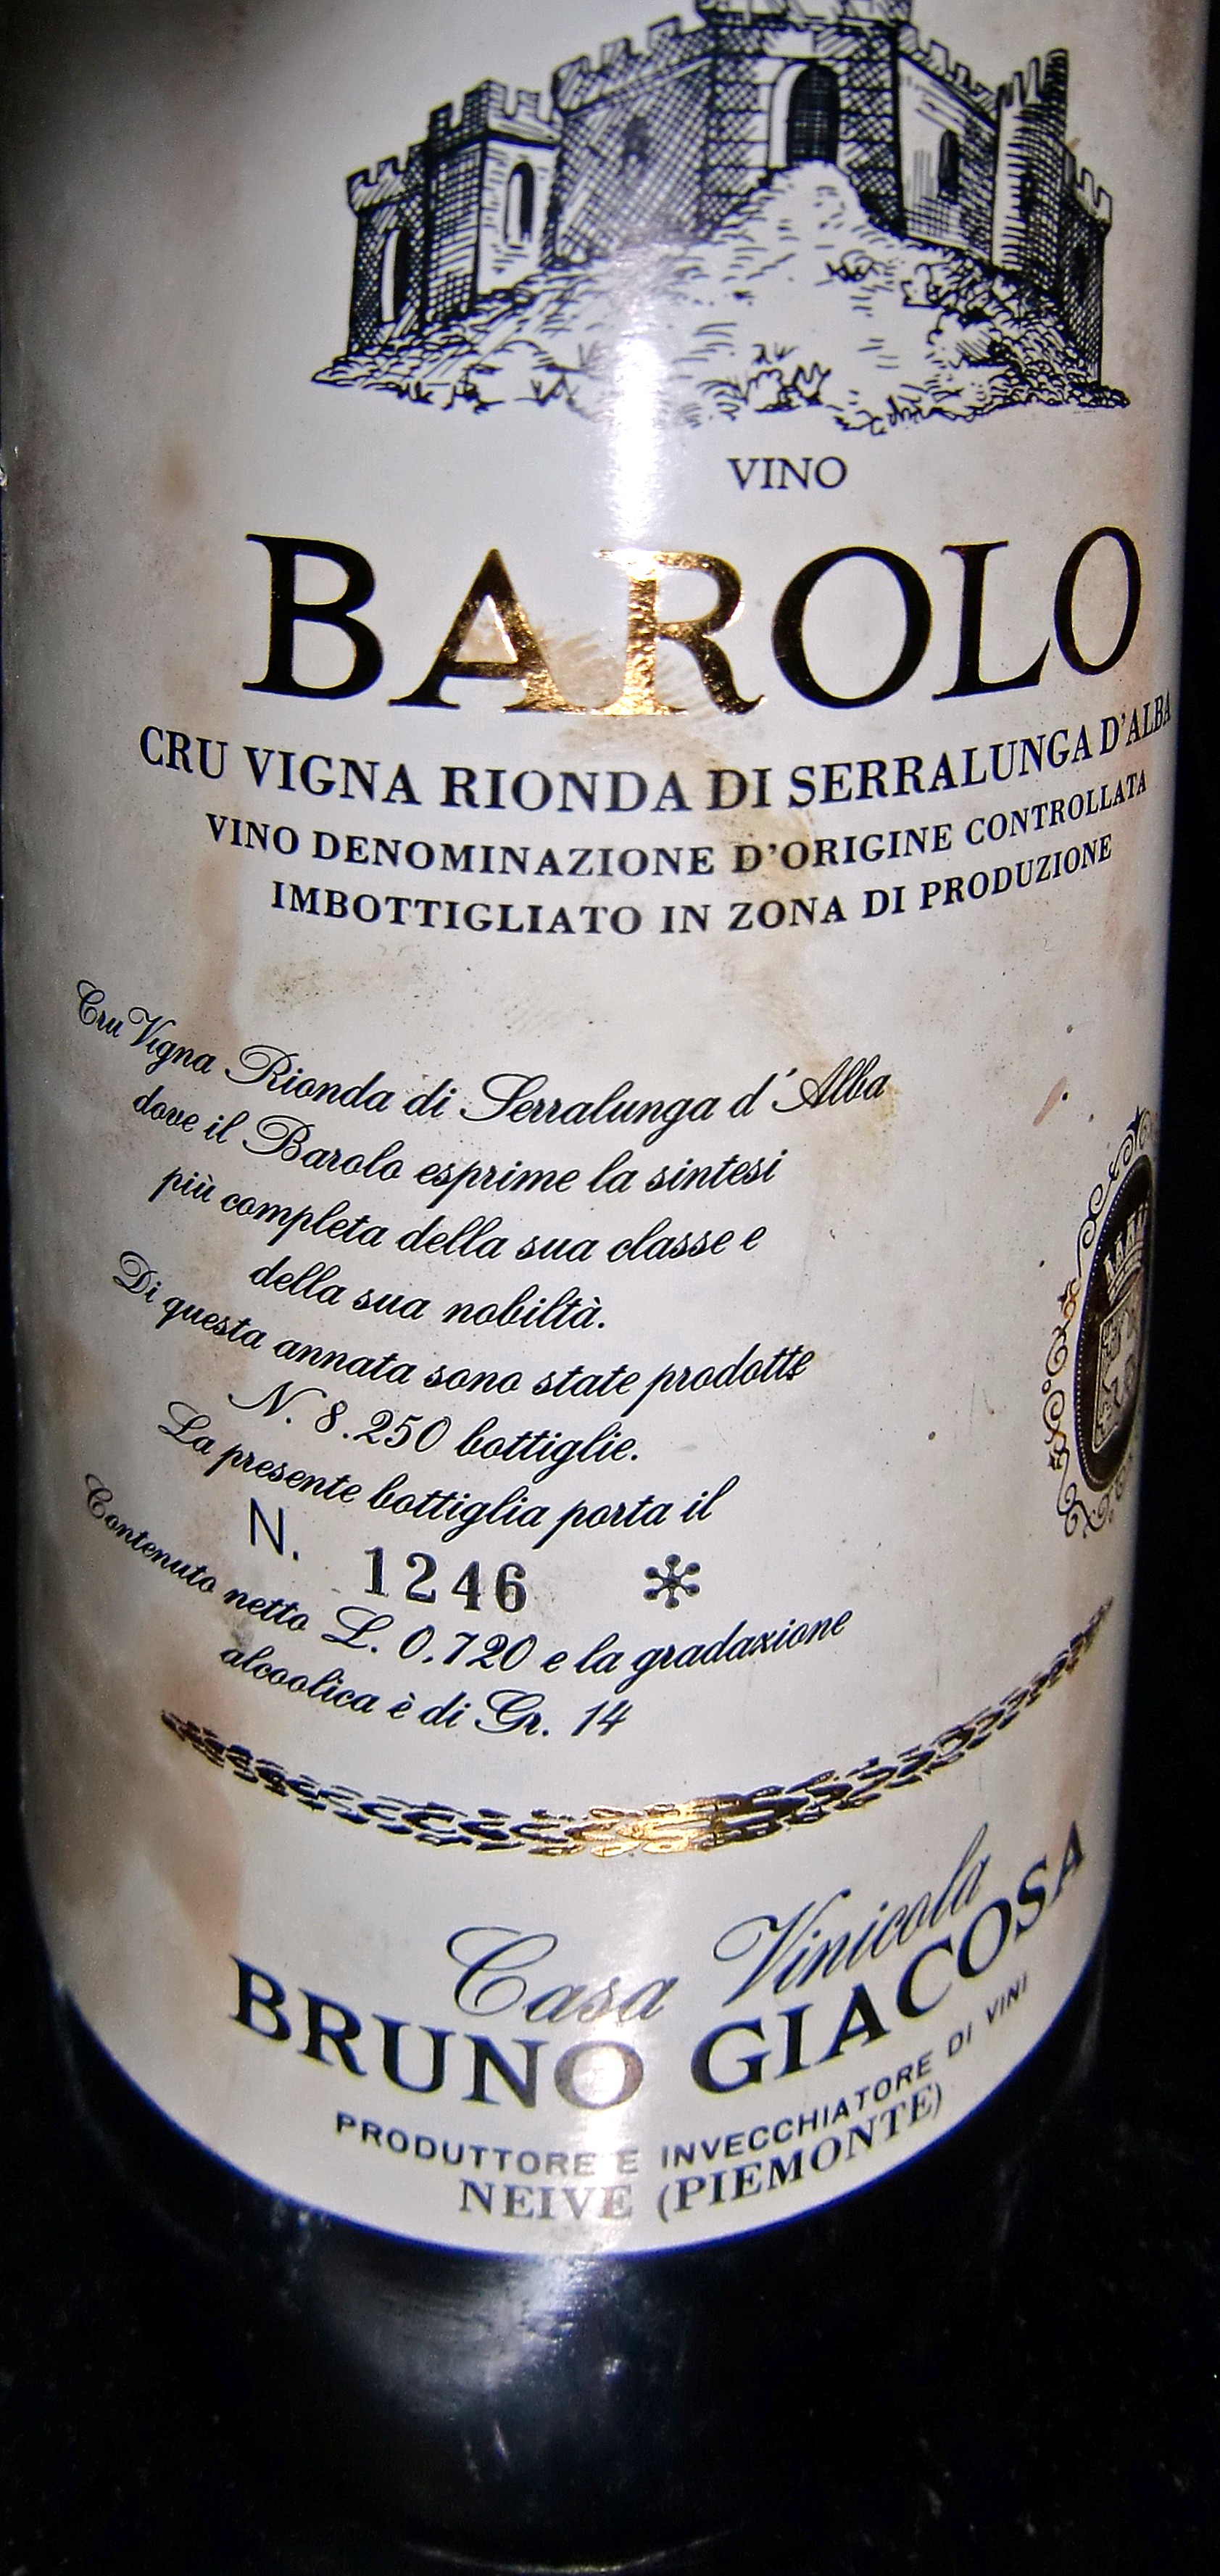 VINO
BAROLO
CRU VIGNA RIONDA DI SERRALUNGA D'ALBA
VINO DENOMINAZIONE D'ORIGINE CONTROLLATA
IMBOTTIGLIATO IN ZONA DI PRODUZIONE
Cru Vigna Rionda di Serralunga d'Alba
dove il Barolo esprime la sintesi
più completa della sua classe e
della sua nobiltà.
Di questa annata sono state prodotte
N. 8.250 bottiglie.
La presente bottiglia porta il
N. 1246 *
Contenuto netto L. 0,720 e la gradazione
alcoolica è di Gr. 14
Casa Vinicola
BRUNO GIACOSA
PRODUTTORE E INVECCHIATORE DI VINI
NEIVE (PIEMONTE)